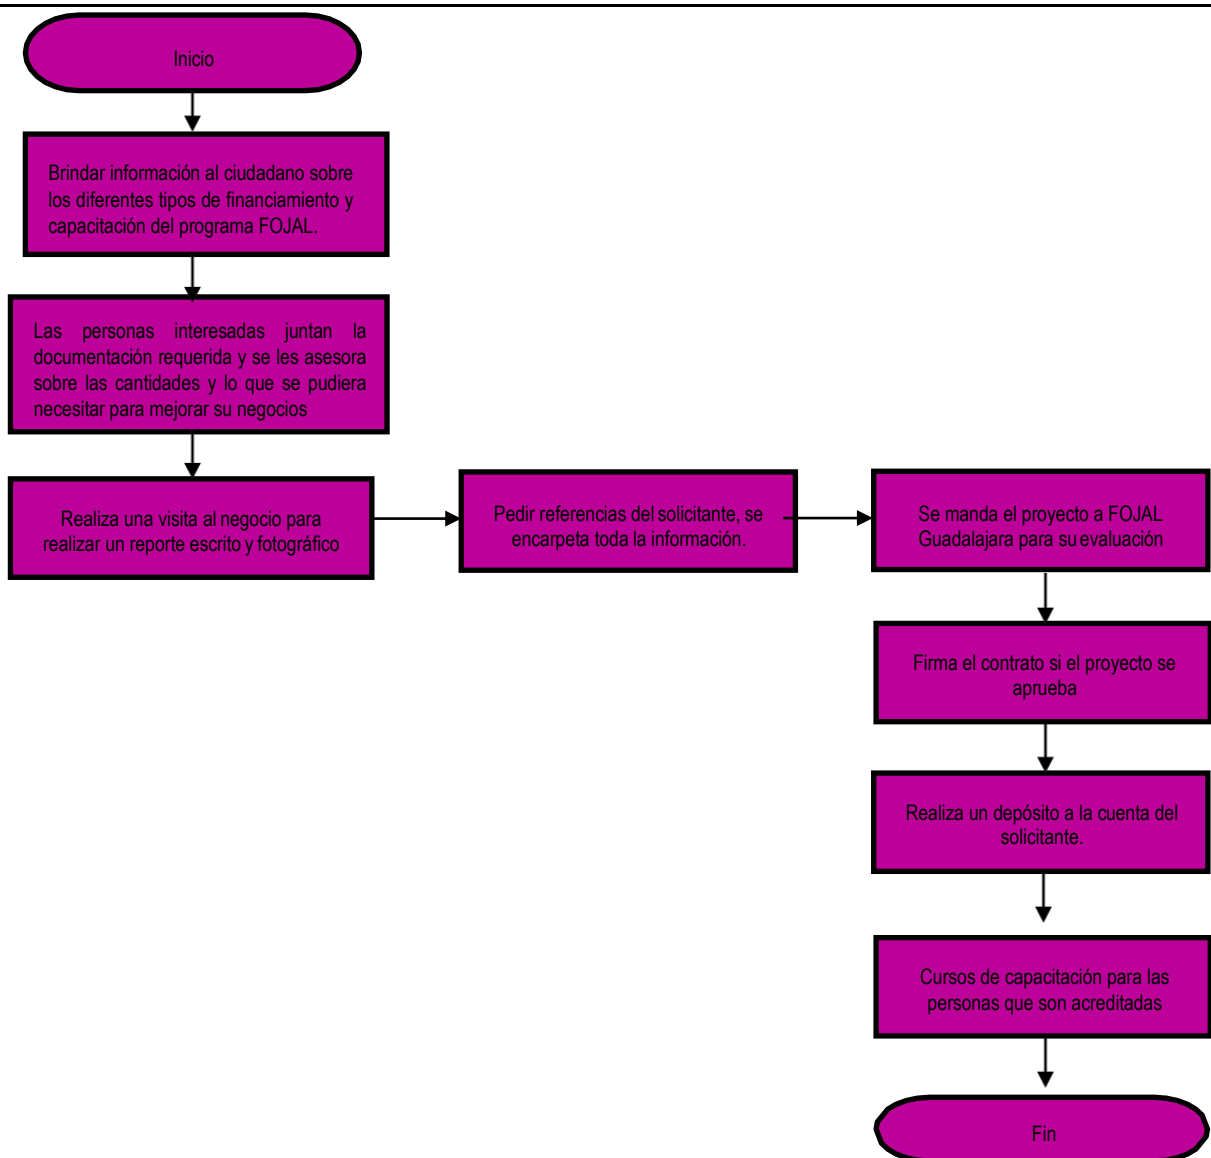 Inicio
Brindar información al ciudadano sobre
los diferentes tipos de financiamiento y
capacitación del programa FOJAL.
Las personas interesadas juntan la
documentación requerida y se les asesora
sobre las cantidades y lo que se pudiera
necesitar para mejorar su negocios
Realiza una visita al negocio para
realizar un reporte escrito y fotográfico
Pedir referencias del solicitante, se
encarpeta toda la información.
Se manda el proyecto a FOJAL
Guadalajara para su evaluación
Firma el contrato si el proyecto se
aprueba
Realiza un depósito a la cuenta del
solicitante.
Cursos de capacitación para las
personas que son acreditadas
Fin